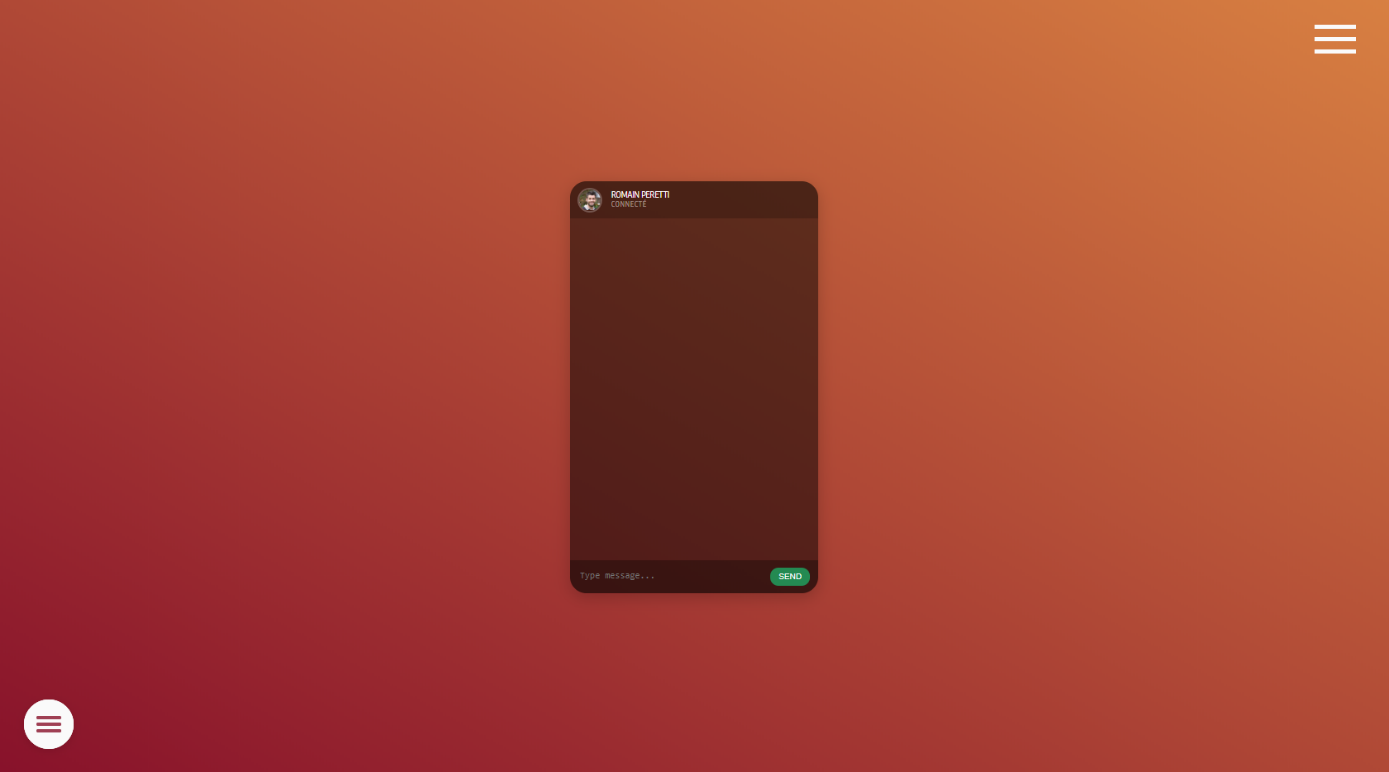 ROMAIN PERETTI
CONNECTÉ
Type message...
SEND